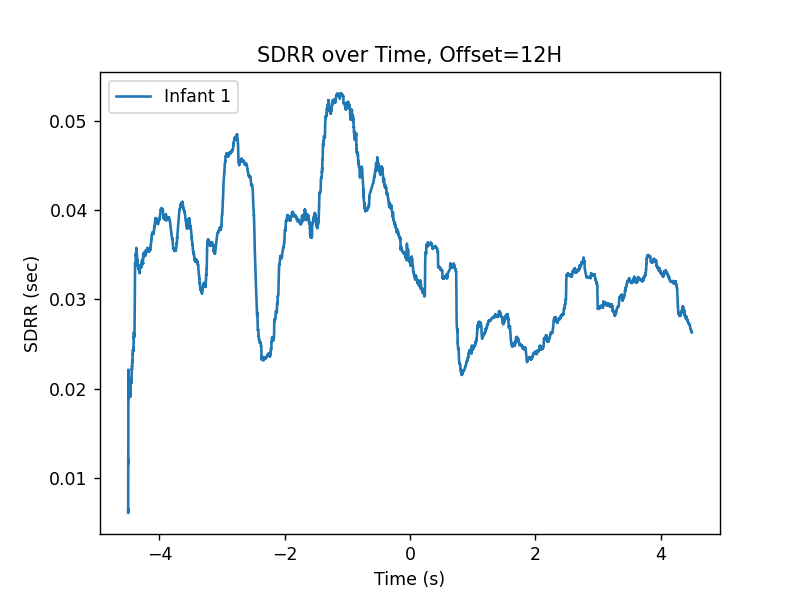 SDRR over Time, Offset=12H
Infant 1
SDRR (sec)
0.05
0.04
0.03
0.02
0.01
−4
−2
0
2
4
Time (s)